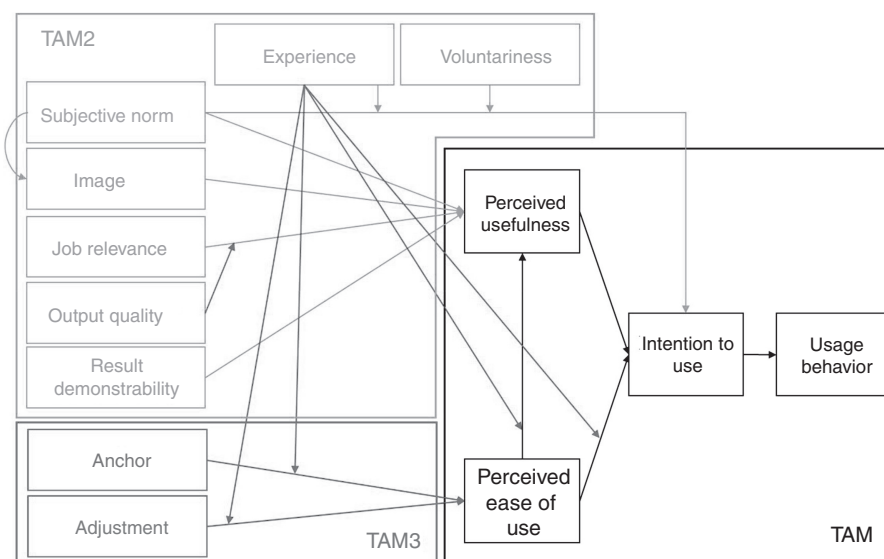 TAM2
Experience
Voluntariness
Subjective norm
Image
Job relevance
Output quality
Result
demonstrability
Perceived
usefulness
Intention to
use
Usage
behavior
Anchor
Adjustment
TAM3
Perceived
ease of
use
TAM